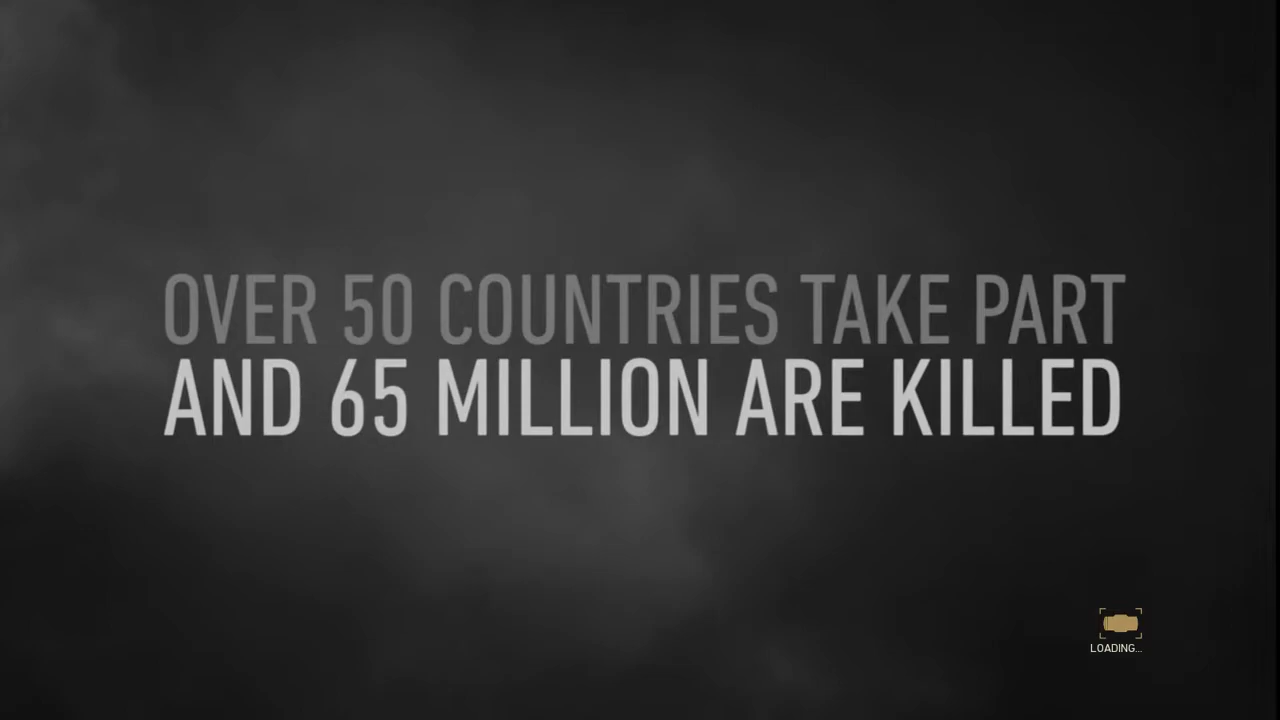 OVER 50 COUNTRIES TAKE PART
AND 65 MILLION ARE KILLED
LOADING...